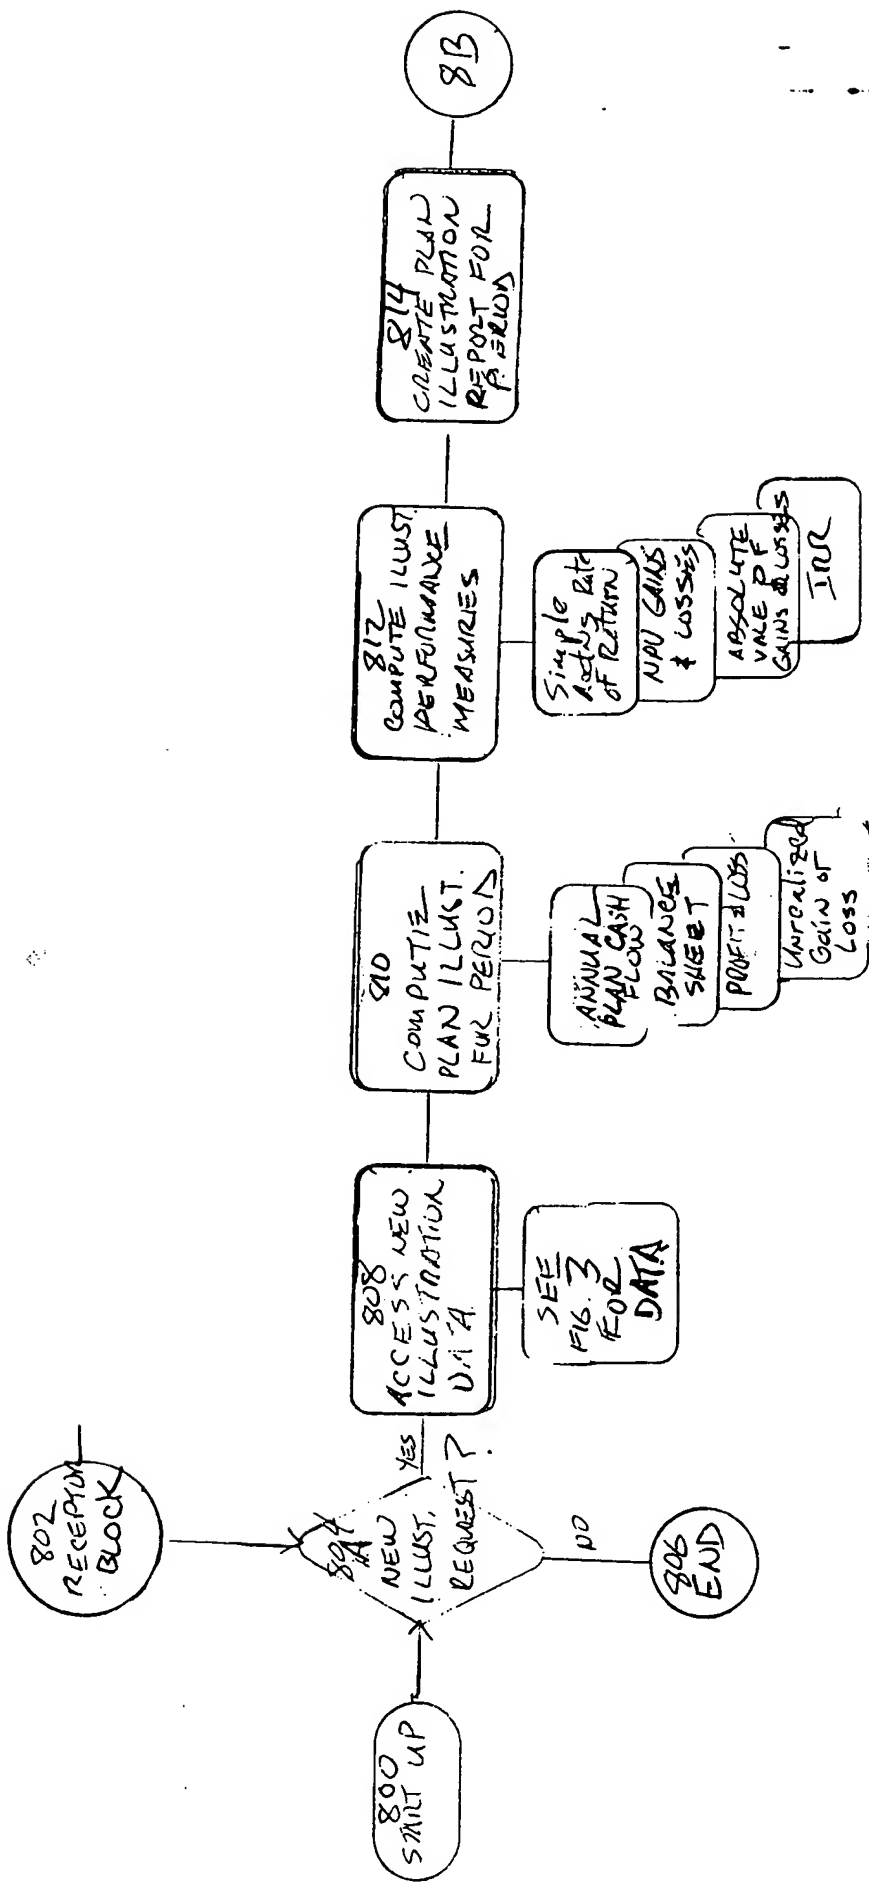 800
START UP
802
RECEPTION
BLOCK
804
A
NEW
ILLUST.
REQUEST?
YES
NO
806
END
808
ACCESS NEW
ILLUSTRATION
DATA
SEE
FIG. 3
FOR
DATA
810
COMPUTE
PLAN ILLUST.
FOR PERIOD
ANNUAL
PLAN CASH
FLOW
BALANCE
SHEET
PROFIT & LOSS
Unrealized
Gain or
Loss
812
COMPUTE ILLUST.
PERFORMANCE
MEASURIES
Simple
Acctng Rate
of Return
NPV GAINS
& LOSSES
ABSOLUTE
VALE OF
GAINS & LOSSES
IRR
814
CREATE PLAN
ILLUSTRATION
REPORT FOR
PERIOD
8B